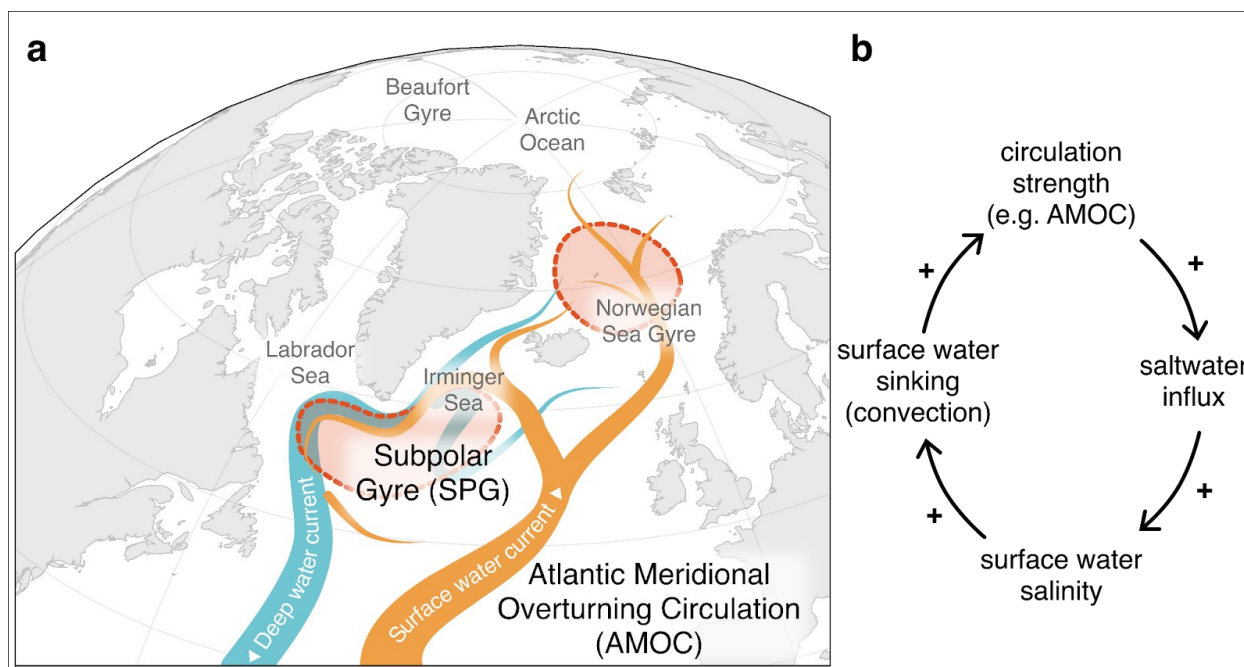 a
Beaufort
Gyre
Arctic
Ocean
Norwegian
Sea Gyre
Labrador
Sea
Irminger
Sea
Subpolar
Gyre (SPG)
Deep water current
Surface water current
Atlantic Meridional
Overturning Circulation
(AMOC)
b
circulation
strength
(e.g. AMOC)
+
+
surface water
sinking
(convection)
saltwater
influx
+
+
surface water
salinity